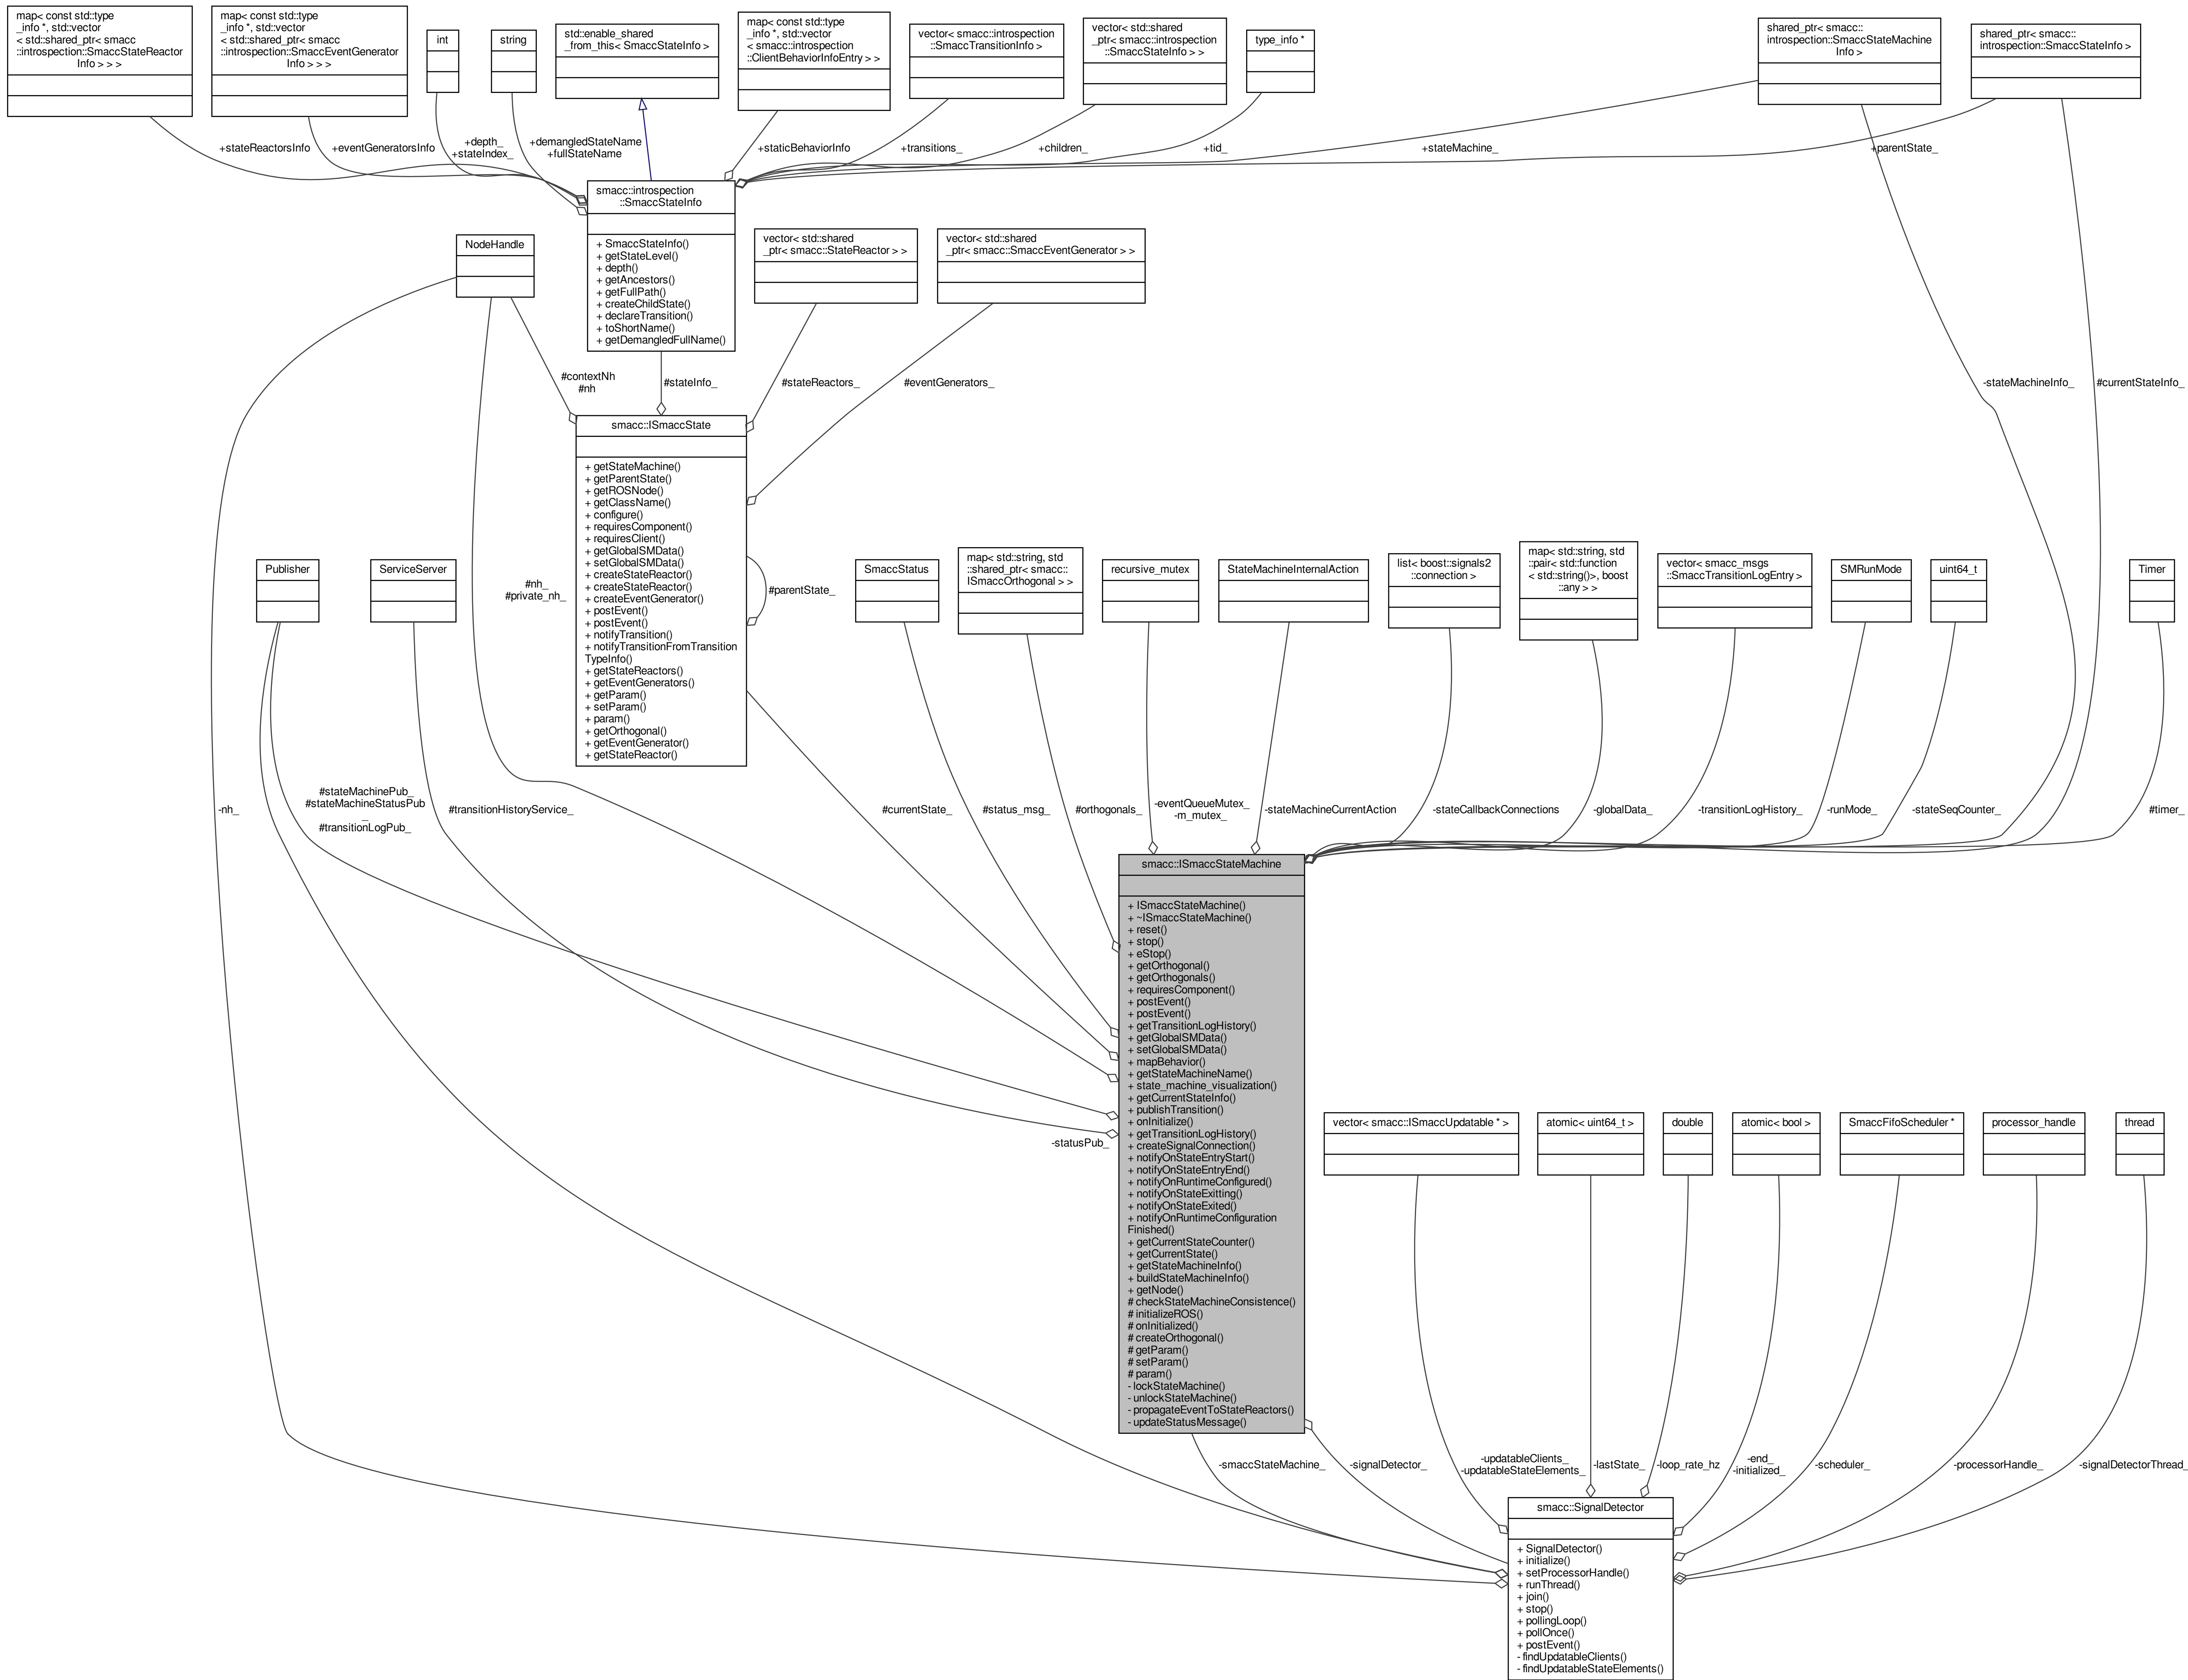 map< const std::type
_info *, std::vector
< std::shared_ptr< smacc
::introspection::SmaccStateReactor
Info > > >
map< const std::type
_info *, std::vector
< std::shared_ptr< smacc
::introspection::SmaccEventGenerator
Info > > >
int
string
std::enable_shared
_from_this< SmaccStateInfo >
map< const std::type
_info *, std::vector
< smacc::introspection
::ClientBehaviorInfoEntry > >
vector< smacc::introspection
::SmaccTransitionInfo >
vector< std::shared
_ptr< smacc::introspection
::SmaccStateInfo > >
type_info *
shared_ptr< smacc::
introspection::SmaccStateMachine
Info >
shared_ptr< smacc::
introspection::SmaccStateInfo >
+stateReactorsInfo
+eventGeneratorsInfo
+depth_
+stateIndex_
+demangledStateName
+fullStateName
+staticBehaviorInfo
+transitions_
+children_
+tid_
+stateMachine_
+parentState_
smacc::introspection
::SmaccStateInfo
+ SmaccStateInfo()
+ getStateLevel()
+ depth()
+ getAncestors()
+ getFullPath()
+ createChildState()
+ declareTransition()
+ toShortName()
+ getDemangledFullName()
NodeHandle
vector< std::shared
_ptr< smacc::StateReactor > >
vector< std::shared
_ptr< smacc::SmaccEventGenerator > >
#contextNh
#nh
#stateInfo_
#stateReactors_
#eventGenerators_
-stateMachineInfo_
#currentStateInfo_
smacc::ISmaccState
+ getStateMachine()
+ getParentState()
+ getROSNode()
+ getClassName()
+ configure()
+ requiresComponent()
+ requiresClient()
+ getGlobalSMData()
+ setGlobalSMData()
+ createStateReactor()
+ createStateReactor()
+ createEventGenerator()
+ postEvent()
+ postEvent()
+ notifyTransition()
+ notifyTransitionFromTransition
TypeInfo()
+ getStateReactors()
+ getEventGenerators()
+ getParam()
+ setParam()
+ param()
+ getOrthogonal()
+ getEventGenerator()
+ getStateReactor()
#parentState_
#nh_
#private_nh_
Publisher
ServiceServer
SmaccStatus
map< std::string, std
::shared_ptr< smacc::
ISmaccOrthogonal > >
recursive_mutex
StateMachineInternalAction
list< boost::signals2
::connection >
map< std::string, std
::pair< std::function
< std::string()>, boost
::any > >
vector< smacc_msgs
::SmaccTransitionLogEntry >
SMRunMode
uint64_t
Timer
-nh_
#stateMachinePub_
#stateMachineStatusPub
_
#transitionLogPub_
#transitionHistoryService_
#currentState_
#status_msg_
#orthogonals_
-eventQueueMutex_
-m_mutex_
-stateMachineCurrentAction
-stateCallbackConnections
-globalData_
-transitionLogHistory_
-runMode_
-stateSeqCounter_
#timer_
smacc::ISmaccStateMachine
+ ISmaccStateMachine()
+ ~ISmaccStateMachine()
+ reset()
+ stop()
+ eStop()
+ getOrthogonal()
+ getOrthogonals()
+ requiresComponent()
+ postEvent()
+ postEvent()
+ getTransitionLogHistory()
+ getGlobalSMData()
+ setGlobalSMData()
+ mapBehavior()
+ getStateMachineName()
+ state_machine_visualization()
+ getCurrentStateInfo()
+ publishTransition()
+ onInitialize()
+ getTransitionLogHistory()
+ createSignalConnection()
+ notifyOnStateEntryStart()
+ notifyOnStateEntryEnd()
+ notifyOnRuntimeConfigured()
+ notifyOnStateExitting()
+ notifyOnStateExited()
+ notifyOnRuntimeConfiguration
Finished()
+ getCurrentStateCounter()
+ getCurrentState()
+ getStateMachineInfo()
+ buildStateMachineInfo()
+ getNode()
# checkStateMachineConsistence()
# initializeROS()
# onInitialized()
# createOrthogonal()
# getParam()
# setParam()
# param()
- lockStateMachine()
- unlockStateMachine()
- propagateEventToStateReactors()
- updateStatusMessage()
-statusPub_
vector< smacc::ISmaccUpdatable * >
atomic< uint64_t >
double
atomic< bool >
SmaccFifoScheduler *
processor_handle
thread
-smaccStateMachine_
-signalDetector_
-updatableClients_
-updatableStateElements_
-lastState_
-loop_rate_hz
-end_
-initialized_
-scheduler_
-processorHandle_
-signalDetectorThread_
smacc::SignalDetector
+ SignalDetector()
+ initialize()
+ setProcessorHandle()
+ runThread()
+ join()
+ stop()
+ pollingLoop()
+ pollOnce()
+ postEvent()
- findUpdatableClients()
- findUpdatableStateElements()